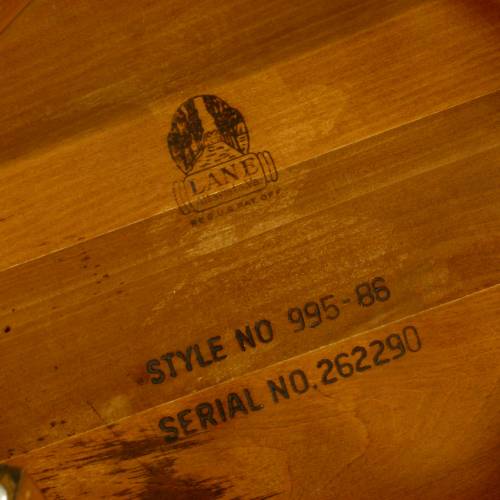 LANE
REG U.S. PAT. OFF.
STYLE NO 995-86
SERIAL NO. 262290